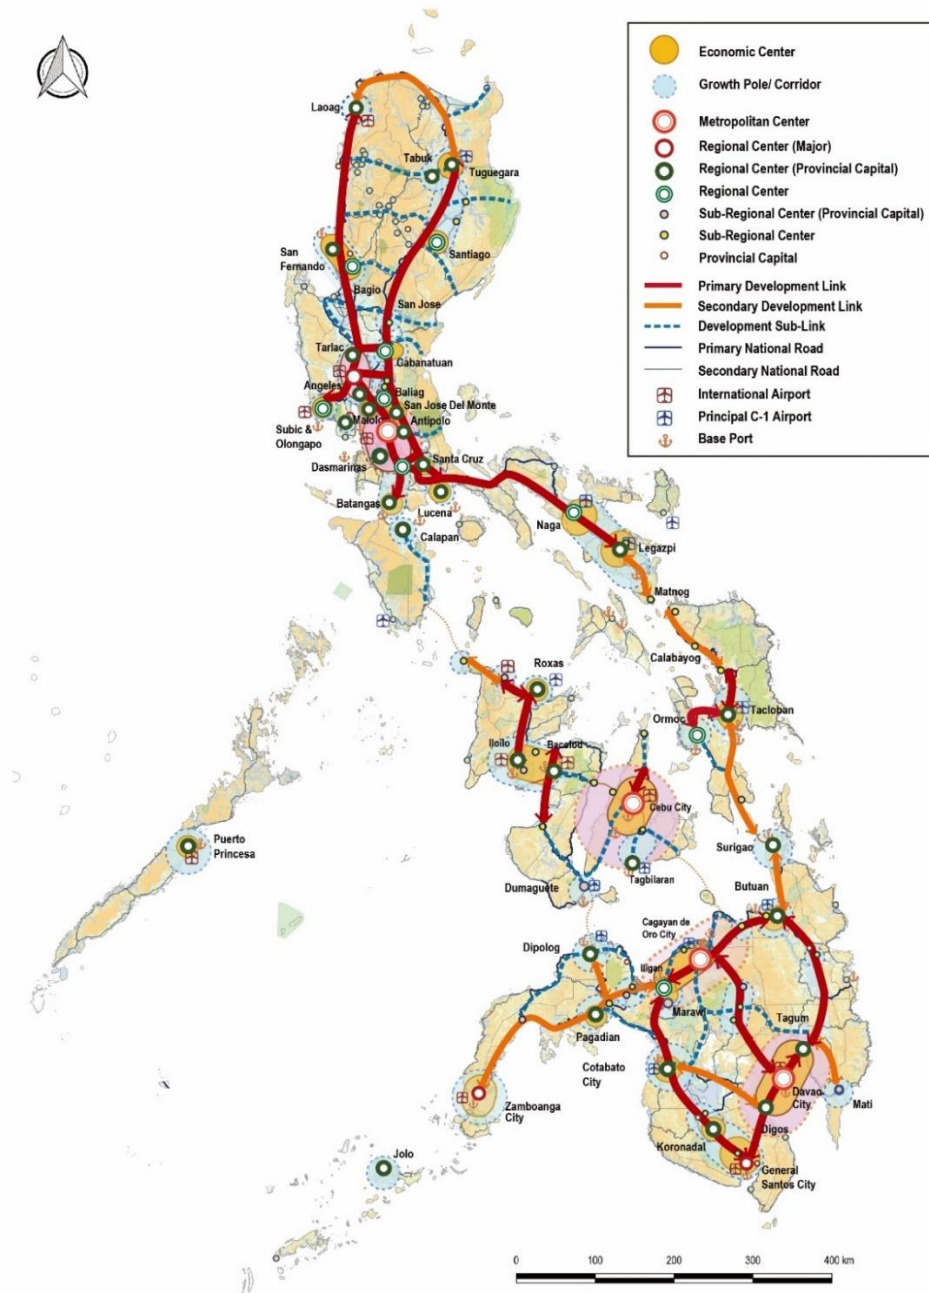 Economic Center
Growth Pole/ Corridor
Metropolitan Center
Regional Center (Major)
Regional Center (Provincial Capital)
Regional Center
Sub-Regional Center (Provincial Capital)
Sub-Regional Center
Provincial Capital
Primary Development Link
Secondary Development Link
Development Sub-Link
Primary National Road
Secondary National Road
International Airport
Principal C-1 Airport
Base Port
Laoag
Tabuk
Tuguegara
San
Fernando
Santiago
Bagio
San Jose
Tarlac
Cabanatuan
Angeles
Baliag
San Jose Del Monte
Malolo
Antipolo
Subic &
Olongapo
Dasmarinas
Santa Cruz
Batangas
Lucena
Calapan
Naga
Legazpi
Matnog
Calabayog
Roxas
Tacloban
Ormoc
Iloilo
Bacolod
Cebu City
Puerto
Princesa
Surigao
Tagbilaran
Dumaguete
Butuan
Cagayan de
Oro City
Dipolog
Iligan
Marawi
Tagum
Pagadian
Cotabato
City
Davao
City
Mati
Zamboanga
City
Digos
Koronadal
Jolo
General
Santos City
0 100 200 300 400 km